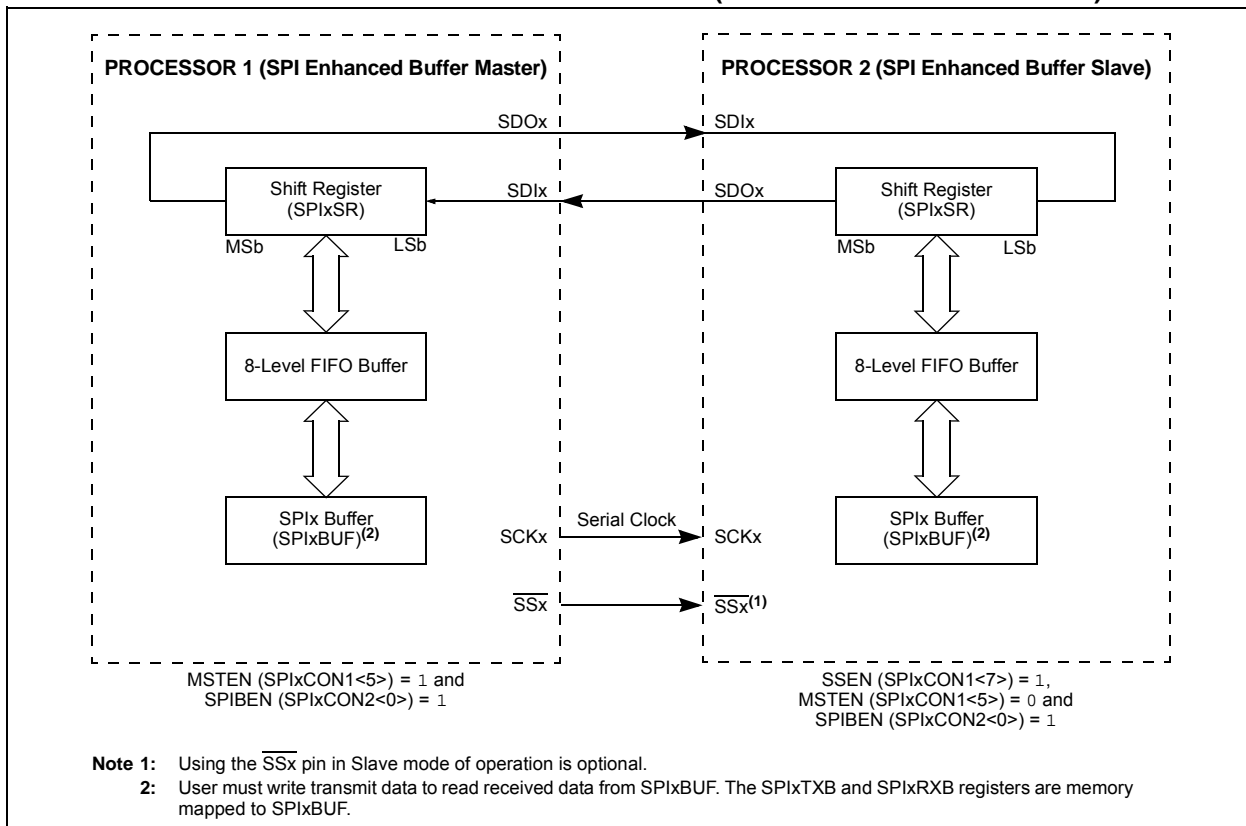 PROCESSOR 1 (SPI Enhanced Buffer Master)
PROCESSOR 2 (SPI Enhanced Buffer Slave)
SDOx
SDIx
Shift Register
(SPIxSR)
SDIx
SDOx
Shift Register
(SPIxSR)
MSb
LSb
MSb
LSb
8-Level FIFO Buffer
8-Level FIFO Buffer
SPIx Buffer
(SPIxBUF)(2)
SCKx
Serial Clock
SCKx
SPIx Buffer
(SPIxBUF)(2)
SSx
SSx(1)
MSTEN (SPIxCON1<5>) = 1 and
SPIBEN (SPIxCON2<0>) = 1
SSEN (SPIxCON1<7>) = 1,
MSTEN (SPIxCON1<5>) = 0 and
SPIBEN (SPIxCON2<0>) = 1
Note 1: Using the SSx pin in Slave mode of operation is optional.
2: User must write transmit data to read received data from SPIxBUF. The SPIxTXB and SPIxRXB registers are memory
mapped to SPIxBUF.